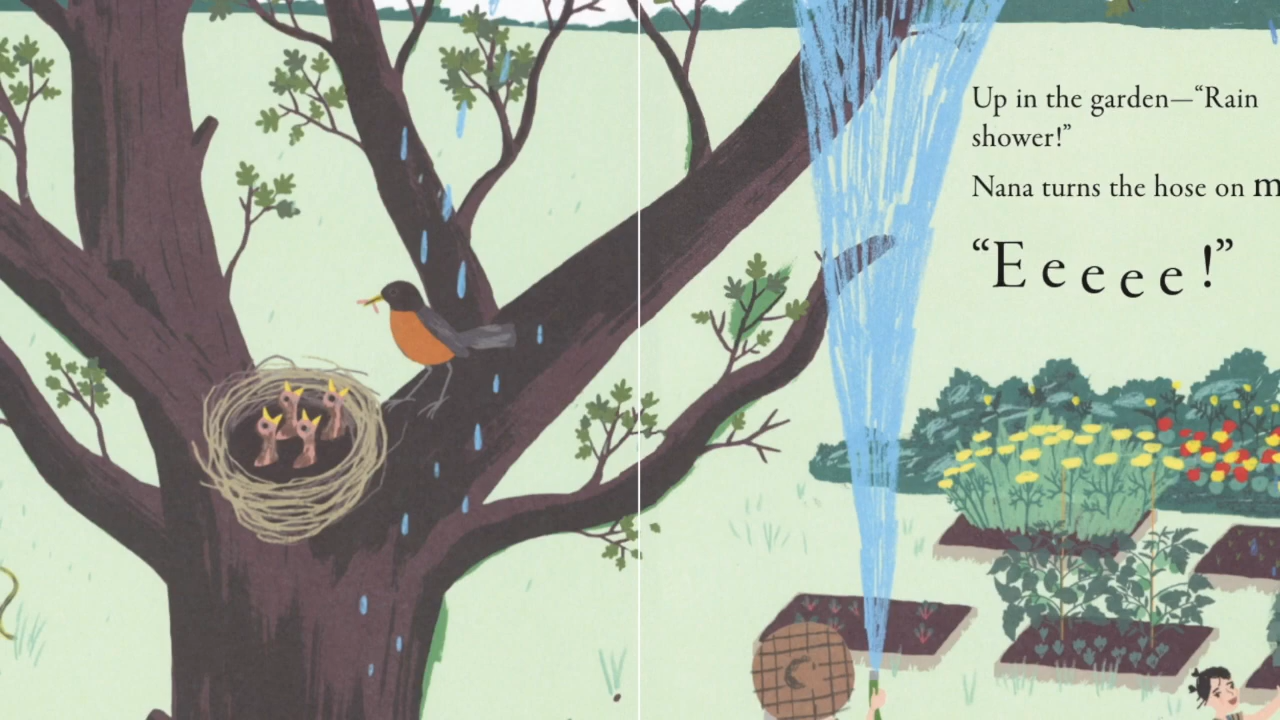 Up in the garden—“Rain
shower!”
Nana turns the hose on
“Eeeee!”